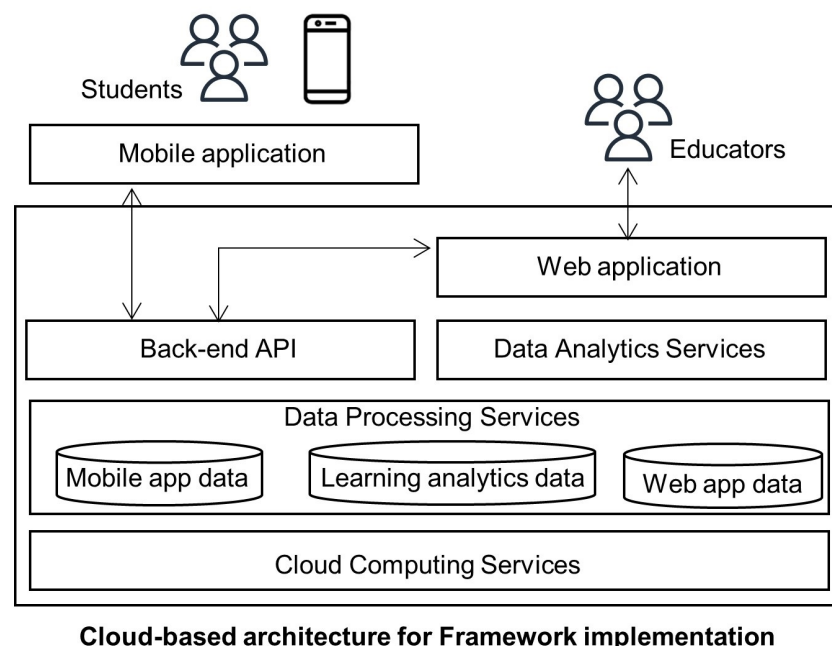 Students
Educators
Mobile application
Web application
Back-end API
Data Analytics Services
Data Processing Services
Mobile app data
Learning analytics data
Web app data
Cloud Computing Services
Cloud-based architecture for Framework implementation